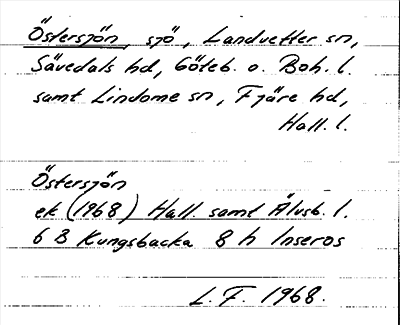 Östersjön, sjö, Landvetter sn,
Sävedals hd, Göteb. o. Boh. l.
samt Lindome sn, Fjäre hd,
Hall. l.
Östersjön
ek (1968) Hall. samt Älvsb. l.
6 B Kungsbacka 8 h Inseros
L. F. 1968.